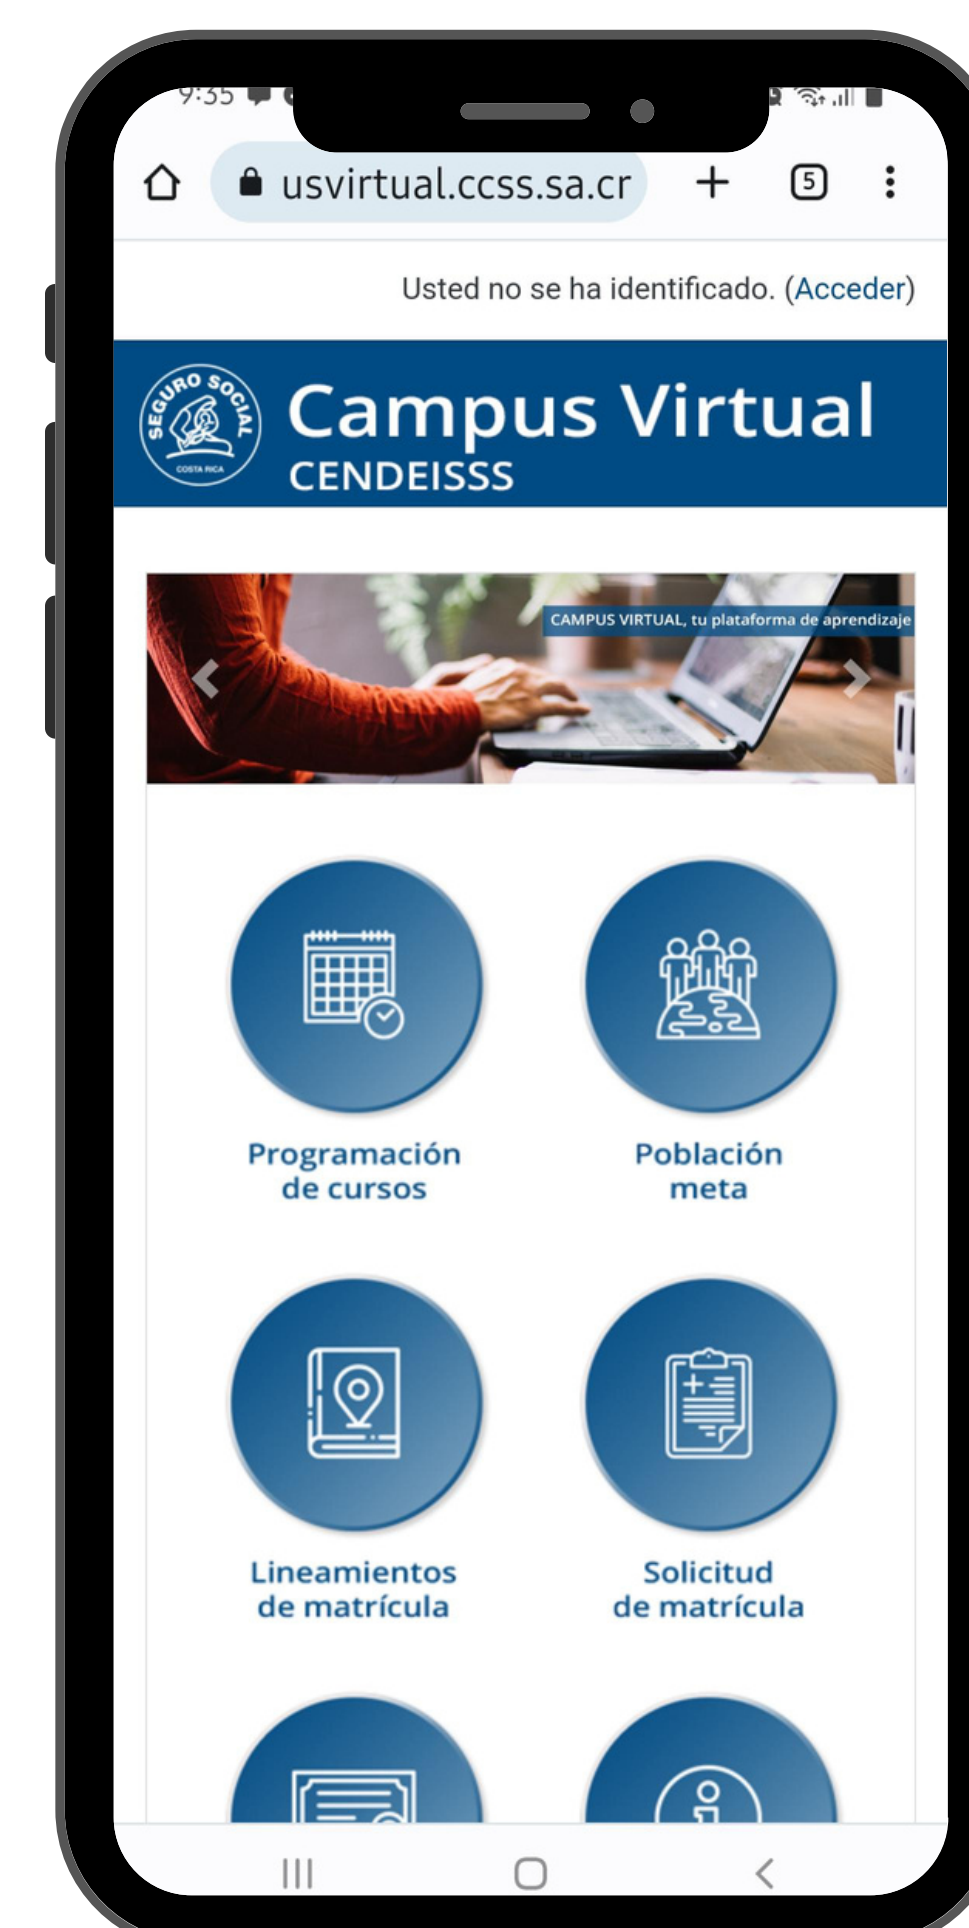 9:35
usvirtual.ccss.sa.cr
5
Usted no se ha identificado. (Acceder)
SEGURO SOCIAL
COSTA RICA
Campus Virtual
CENDEISSS
CAMPUS VIRTUAL, tu plataforma de aprendizaje
Programación
de cursos
Población
meta
Lineamientos
de matrícula
Solicitud
de matrícula